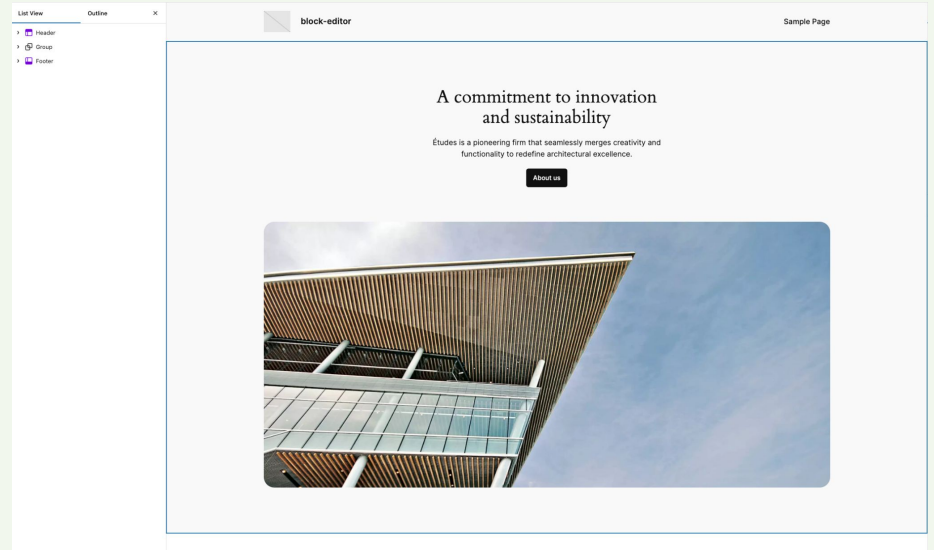 List View
Outline
×
Header
Group
Footer
block-editor
Sample Page
A commitment to innovation
and sustainability
Études is a pioneering firm that seamlessly merges creativity and
functionality to redefine architectural excellence.
About us